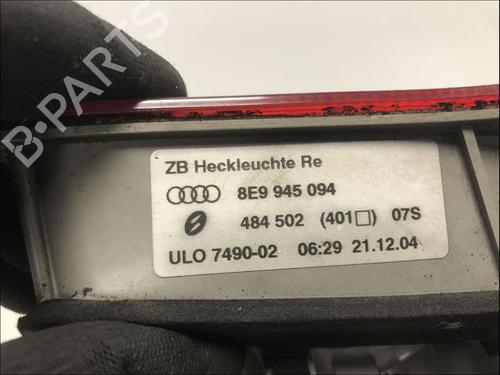 B-PARTS
ZB Heckleuchte Re
8E9 945 094
484 502 (401□) 07S
ULO 7490-02 06:29 21.12.04